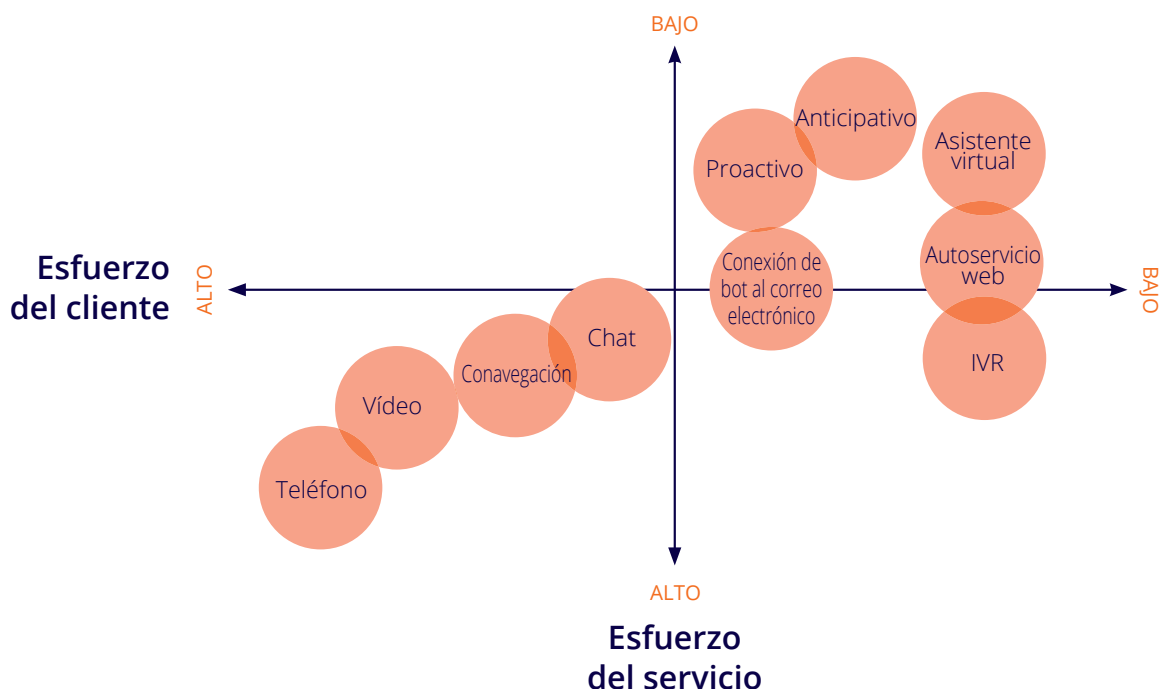 BAJO
Anticipativo
Asistente
virtual
Proactivo
Esfuerzo
del cliente
ALTO
Conexión de
bot al correo
electrónico
Autoservicio
web
BAJO
Chat
IVR
Conavegación
Vídeo
Teléfono
ALTO
Esfuerzo
del servicio